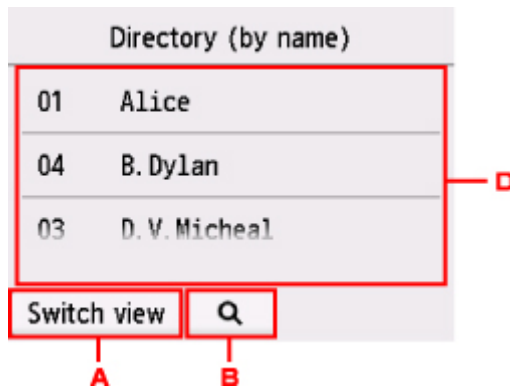 Directory (by name)
01 Alice
04 B.Dylan
D
03 D.V.Micheal
Switch view
A B